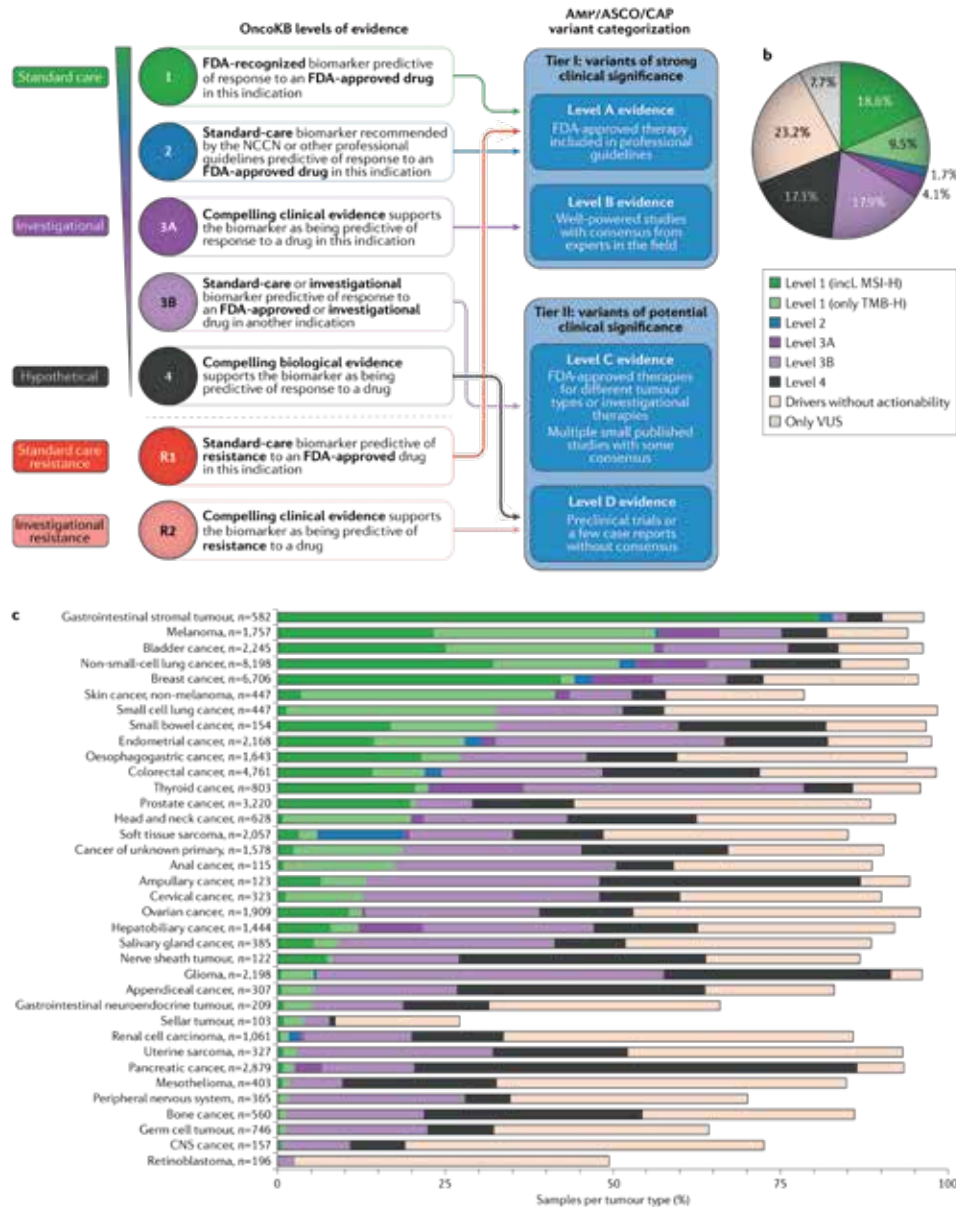 OncoKB levels of evidence
AMP/ASCO/CAP
variant categorization
Standard care
1
FDA-recognized biomarker predictive
of response to an FDA-approved drug
in this indication
2
Standard-care biomarker recommended
by the NCCN or other professional
guidelines predictive of response to an
FDA-approved drug in this indication
Investigational
3A
Compelling clinical evidence supports
the biomarker as being predictive of
response to a drug in this indication
3B
Standard-care or investigational
biomarker predictive of response to
an FDA-approved or investigational
drug in another indication
Hypothetical
4
Compelling biological evidence
supports the biomarker as being
predictive of response to a drug
Standard care
resistance
R1
Standard-care biomarker predictive of
resistance to an FDA-approved drug
in this indication
Investigational
resistance
R2
Compelling clinical evidence supports
the biomarker as being predictive of
resistance to a drug
Tier I: variants of strong
clinical significance
Level A evidence
FDA-approved therapy
included in professional
guidelines
Level B evidence
Well-powered studies
with consensus from
experts in the field
Tier II: variants of potential
clinical significance
Level C evidence
FDA-approved therapies
for different tumour
types or investigational
therapies
Multiple small published
studies with some
consensus
Level D evidence
Preclinical trials or
a few case reports
without consensus
b
7.7%
18.6%
9.5%
1.7%
4.1%
17.9%
17.1%
23.2%
Level 1 (incl. MSI-H)
Level 1 (only TMB-H)
Level 2
Level 3A
Level 3B
Level 4
Drivers without actionability
Only VUS
c
Gastrointestinal stromal tumour, n=582
Melanoma, n=1,757
Bladder cancer, n=2,245
Non-small-cell lung cancer, n=8,198
Breast cancer, n=6,706
Skin cancer, non-melanoma, n=447
Small cell lung cancer, n=447
Small bowel cancer, n=154
Endometrial cancer, n=2,168
Oesophagogastric cancer, n=1,643
Colorectal cancer, n=4,761
Thyroid cancer, n=803
Prostate cancer, n=3,220
Head and neck cancer, n=628
Soft tissue sarcoma, n=2,057
Cancer of unknown primary, n=1,578
Anal cancer, n=115
Ampullary cancer, n=123
Cervical cancer, n=323
Ovarian cancer, n=1,909
Hepatobiliary cancer, n=1,444
Salivary gland cancer, n=385
Nerve sheath tumour, n=122
Glioma, n=2,198
Appendiceal cancer, n=307
Gastrointestinal neuroendocrine tumour, n=209
Sellar tumour, n=103
Renal cell carcinoma, n=1,061
Uterine sarcoma, n=327
Pancreatic cancer, n=2,879
Mesothelioma, n=403
Peripheral nervous system, n=365
Bone cancer, n=560
Germ cell tumour, n=746
CNS cancer, n=157
Retinoblastoma, n=196
0
25
50
75
100
Samples per tumour type (%)